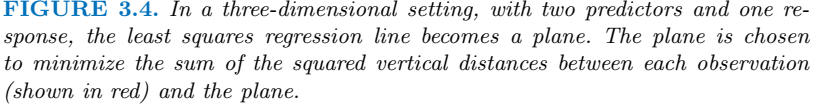 FIGURE 3.4. In a three-dimensional setting, with two predictors and one re-
sponse, the least squares regression line becomes a plane. The plane is chosen
to minimize the sum of the squared vertical distances between each observation
(shown in red) and the plane.